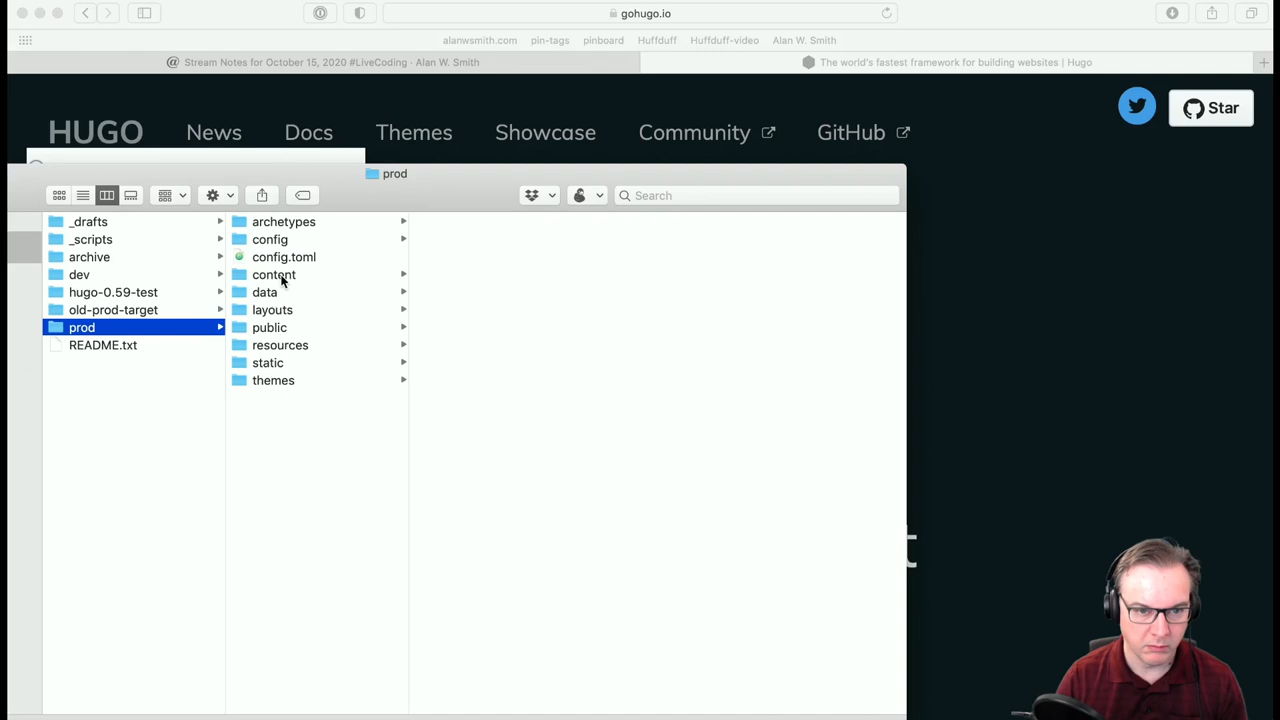 gohugo.io
alanwsmith.com pin-tags pinboard Huffduff Huffduff-video Alan W. Smith
Stream Notes for October 15, 2020 #LiveCoding · Alan W. Smith
The world's fastest framework for building websites | Hugo
HUGO News Docs Themes Showcase Community GitHub
Star
prod
Search
_drafts
_scripts
archive
dev
hugo-0.59-test
old-prod-target
prod
README.txt
archetypes
config
config.toml
content
data
layouts
public
resources
static
themes
t